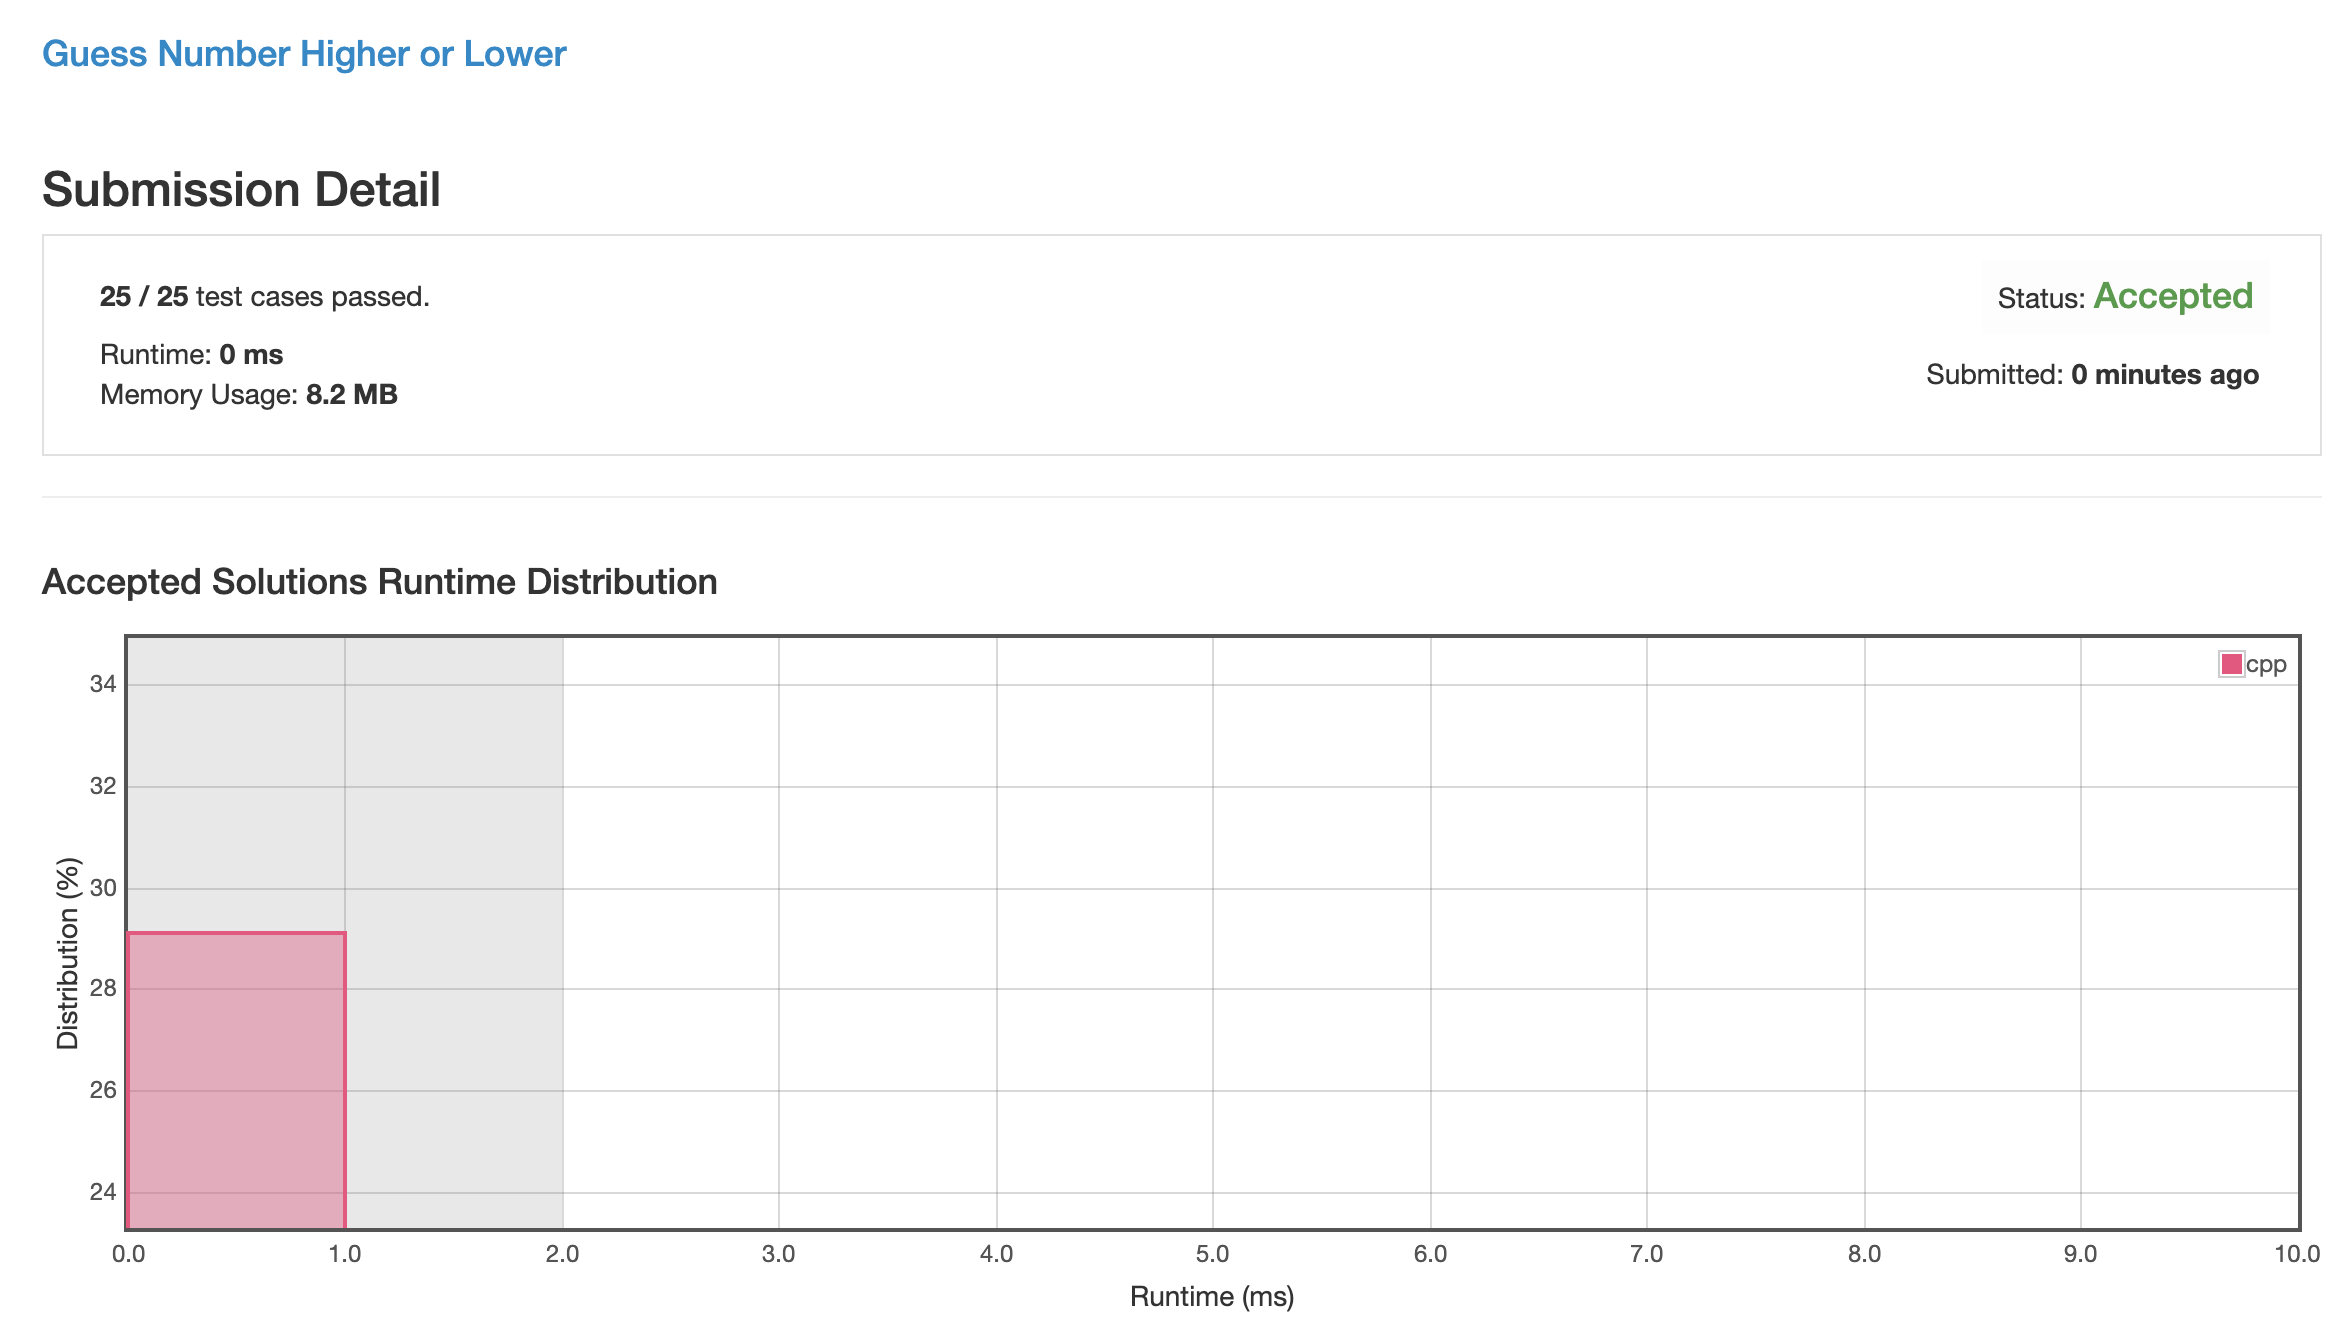 Guess Number Higher or Lower
Submission Detail
25 / 25 test cases passed.
Status: Accepted
Runtime: 0 ms
Submitted: 0 minutes ago
Memory Usage: 8.2 MB
Accepted Solutions Runtime Distribution
cpp
34
32
30
28
26
24
Distribution (%)
0.0 1.0 2.0 3.0 4.0 5.0 6.0 7.0 8.0 9.0 10.0
Runtime (ms)